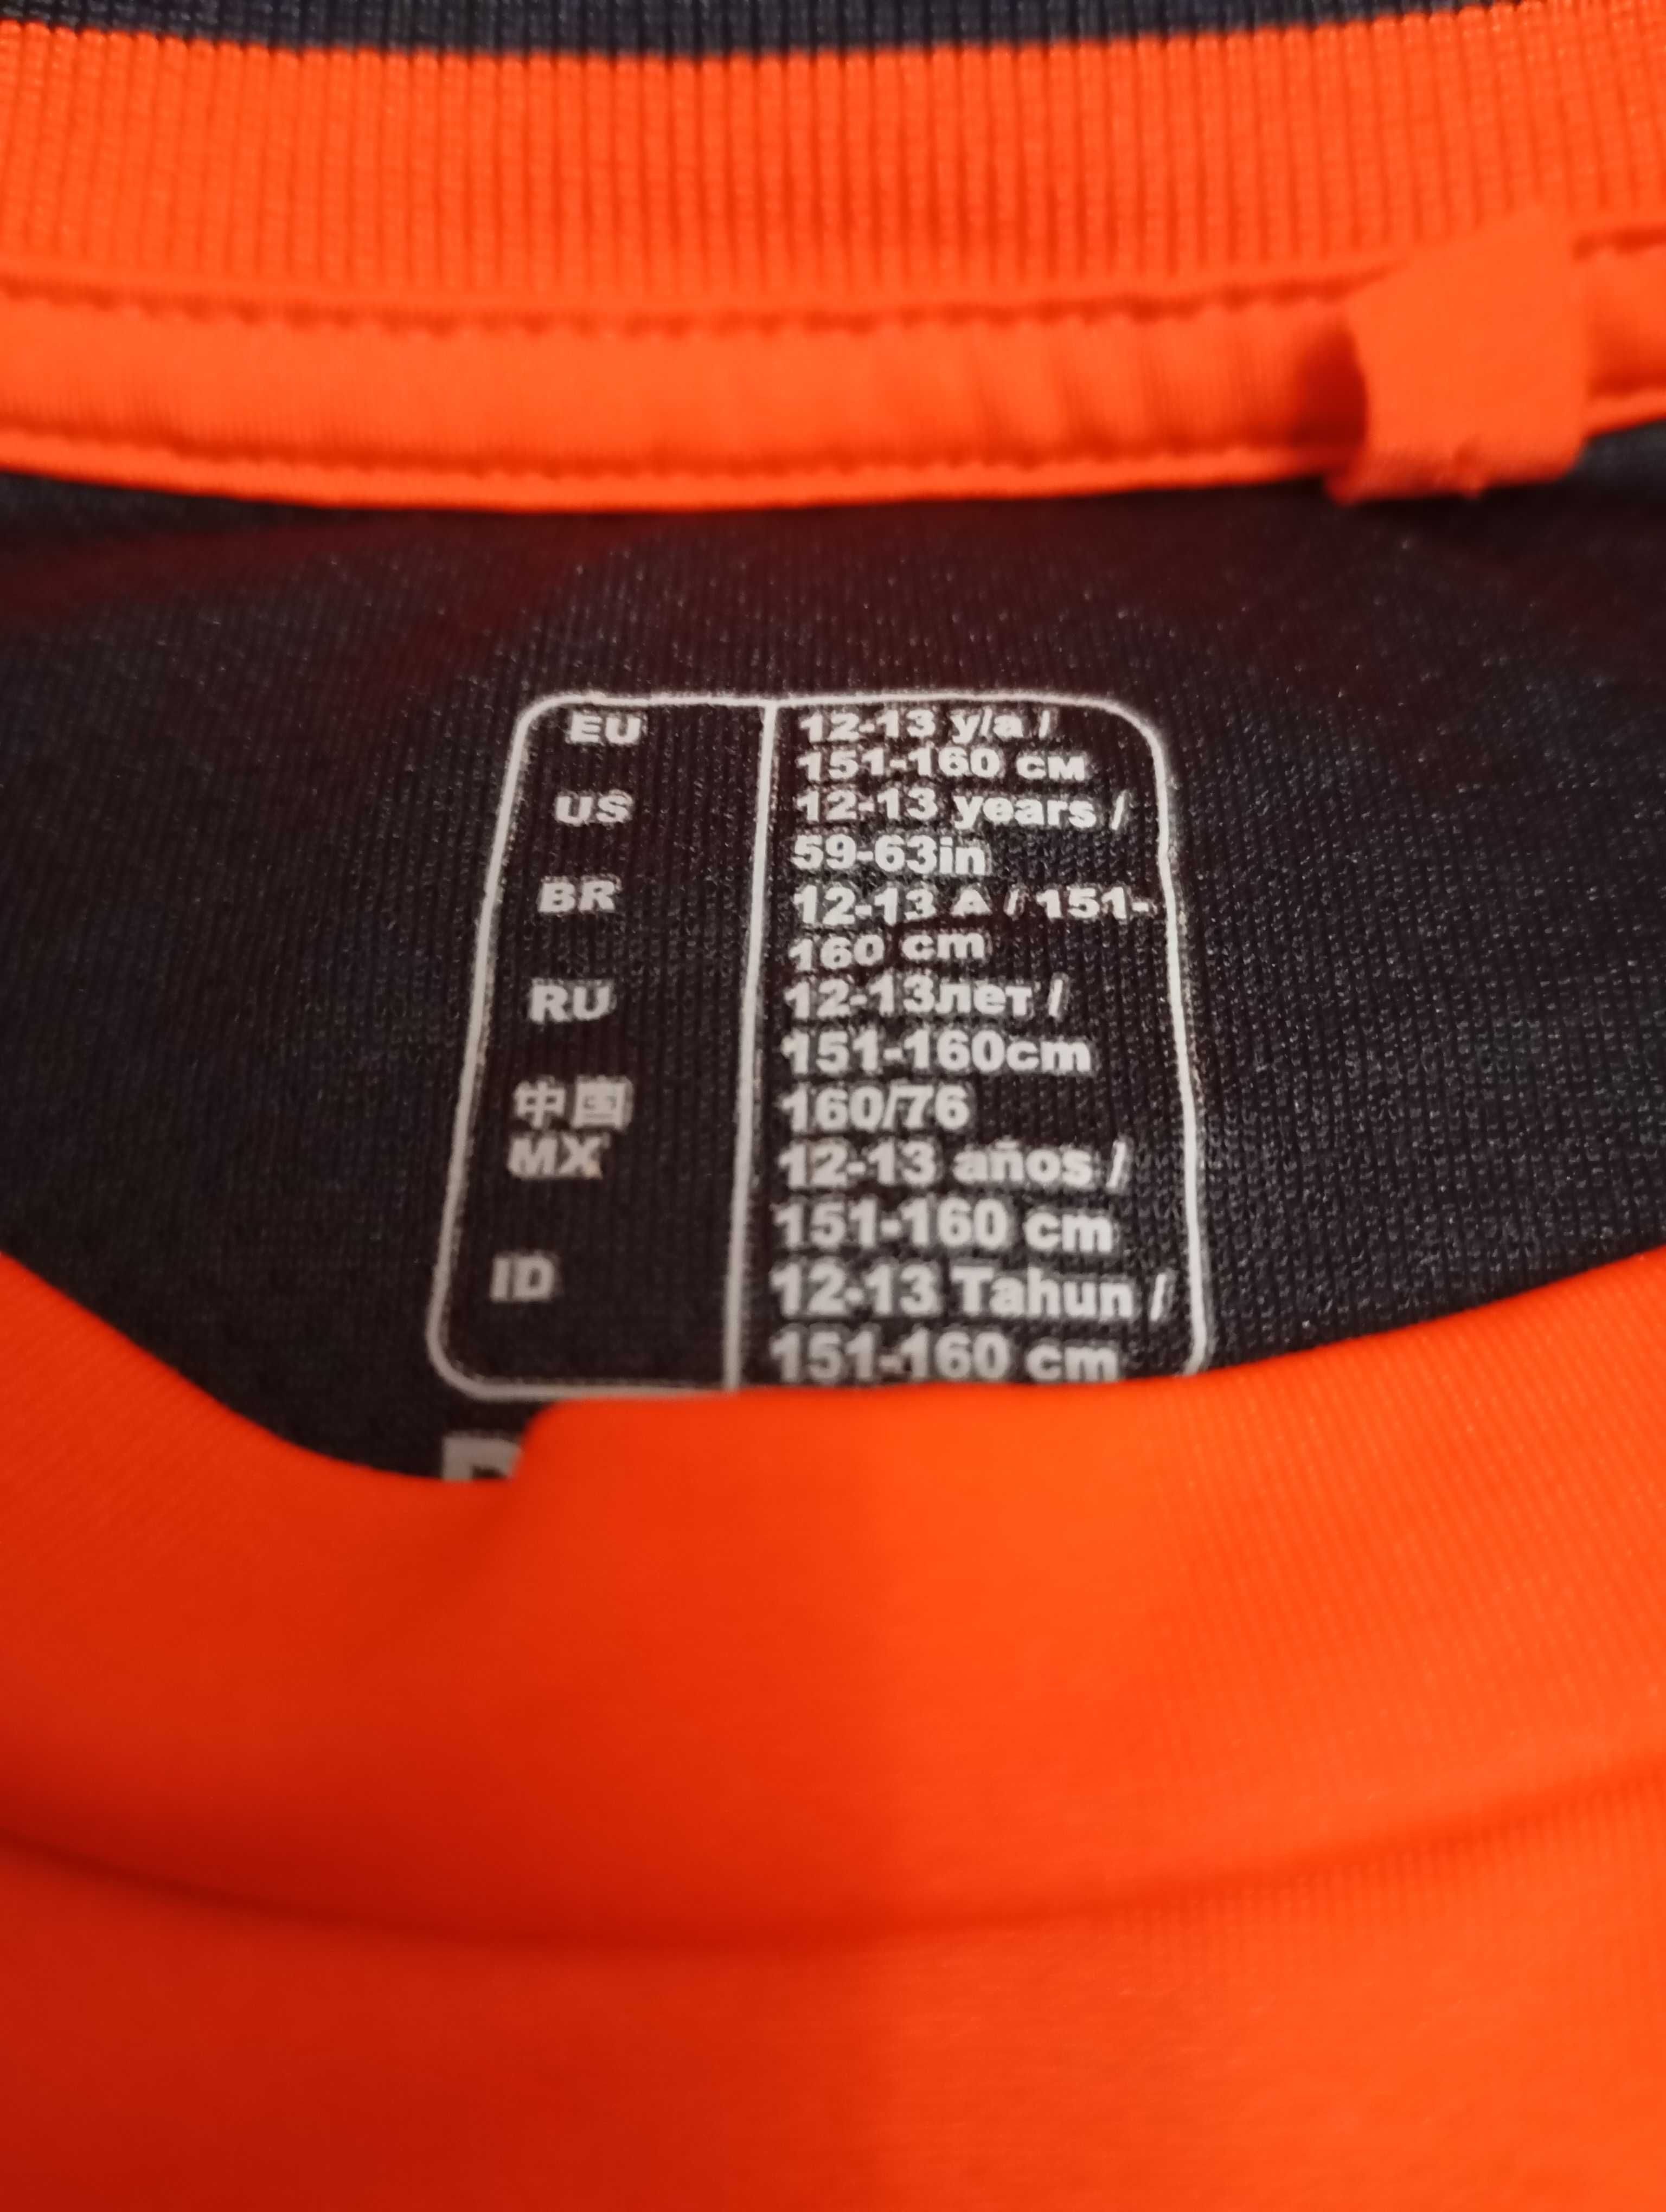 EU 12-13 y/a /
151-160 см
US 12-13 years /
59-63in
BR 12-13 A / 151-
160 cm
RU 12-13лет /
151-160cm
中国 160/76
MX 12-13 años /
151-160 cm
ID 12-13 Tahun /
151-160 cm